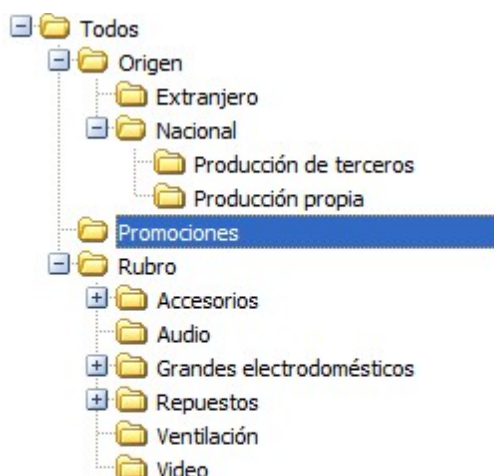 Todos
Origen
Extranjero
Nacional
Producción de terceros
Producción propia
Promociones
Rubro
Accesorios
Audio
Grandes electrodomésticos
Repuestos
Ventilación
Video